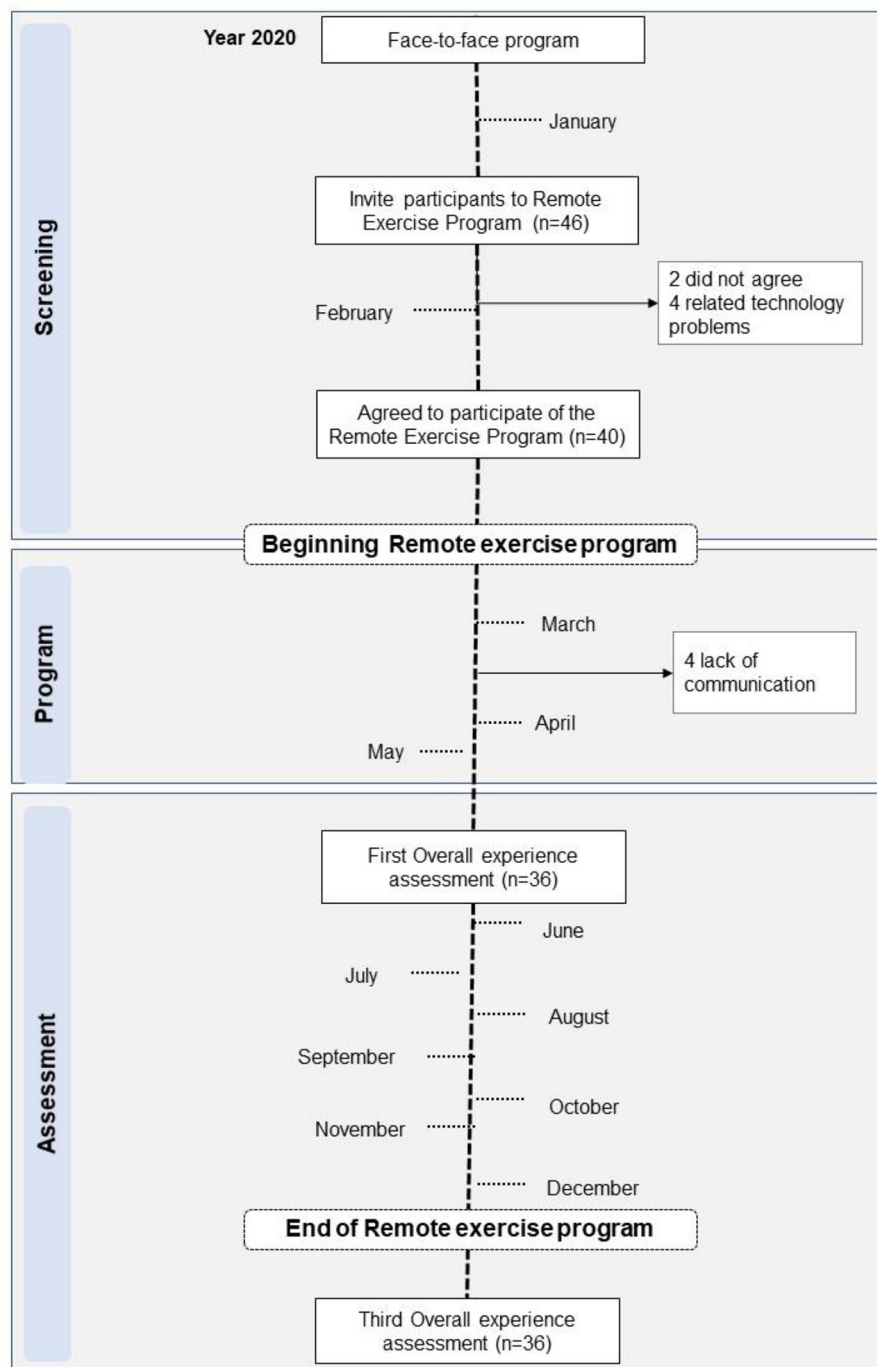 Year 2020
Face-to-face program
January
Screening
Invite participants to Remote
Exercise Program (n=46)
2 did not agree
4 related technology
problems
February
Agreed to participate of the
Remote Exercise Program (n=40)
Beginning Remote exercise program
Program
March
4 lack of
communication
April
May
Assessment
First Overall experience
assessment (n=36)
June
July
August
September
October
November
December
End of Remote exercise program
Third Overall experience
assessment (n=36)